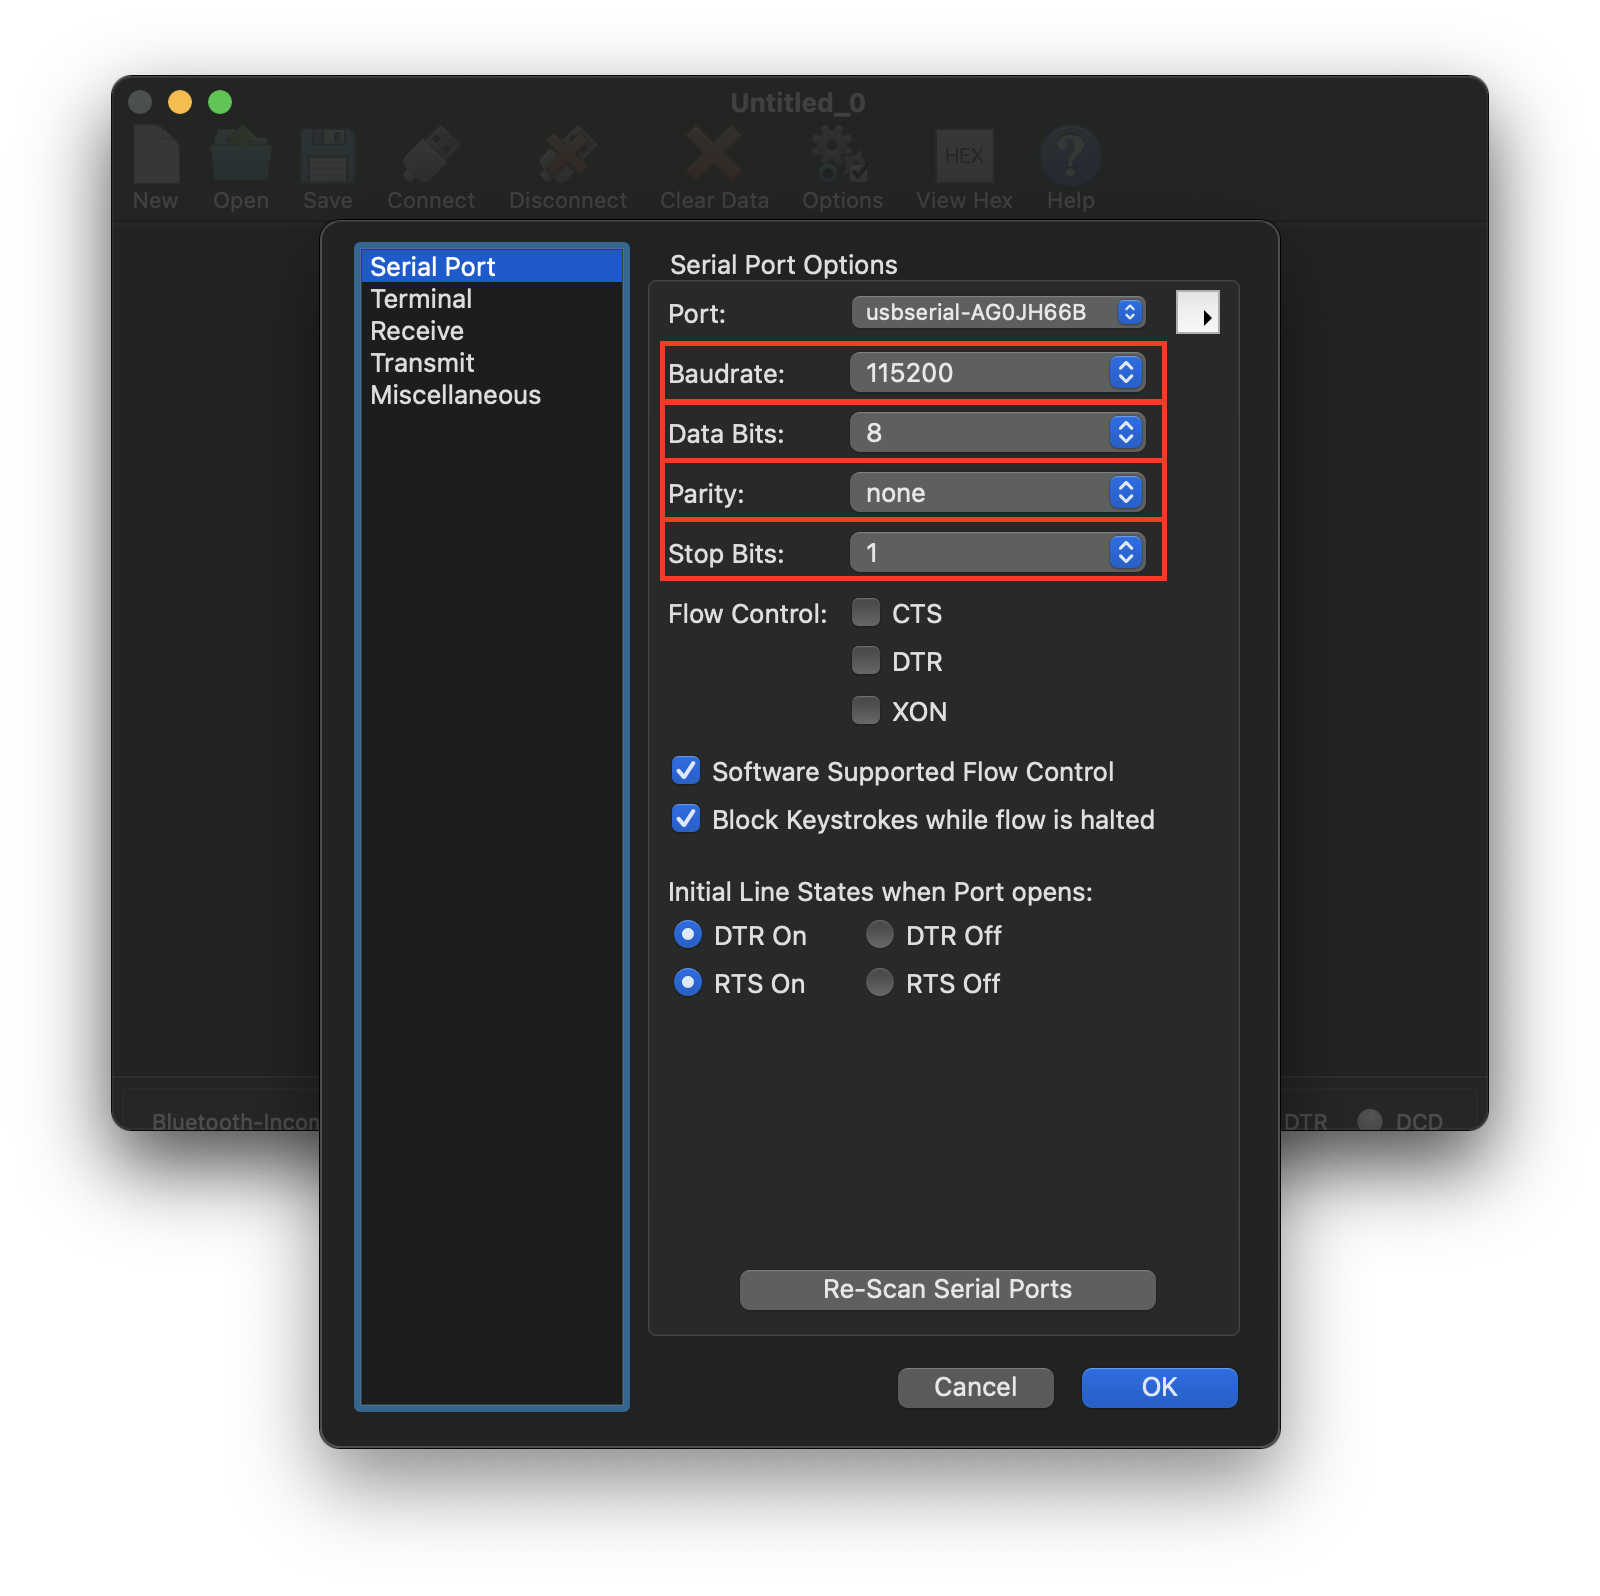 Untitled_0
New Open Save Connect Disconnect Clear Data Options HEX View Hex ? Help
Serial Port
Terminal
Receive
Transmit
Miscellaneous
Serial Port Options
Port: usbserial-AG0JH66B
Baudrate: 115200
Data Bits: 8
Parity: none
Stop Bits: 1
Flow Control: CTS
DTR
XON
Software Supported Flow Control
Block Keystrokes while flow is halted
Initial Line States when Port opens:
DTR On DTR Off
RTS On RTS Off
Re-Scan Serial Ports
Cancel OK
Bluetooth-Incon DTR DCD